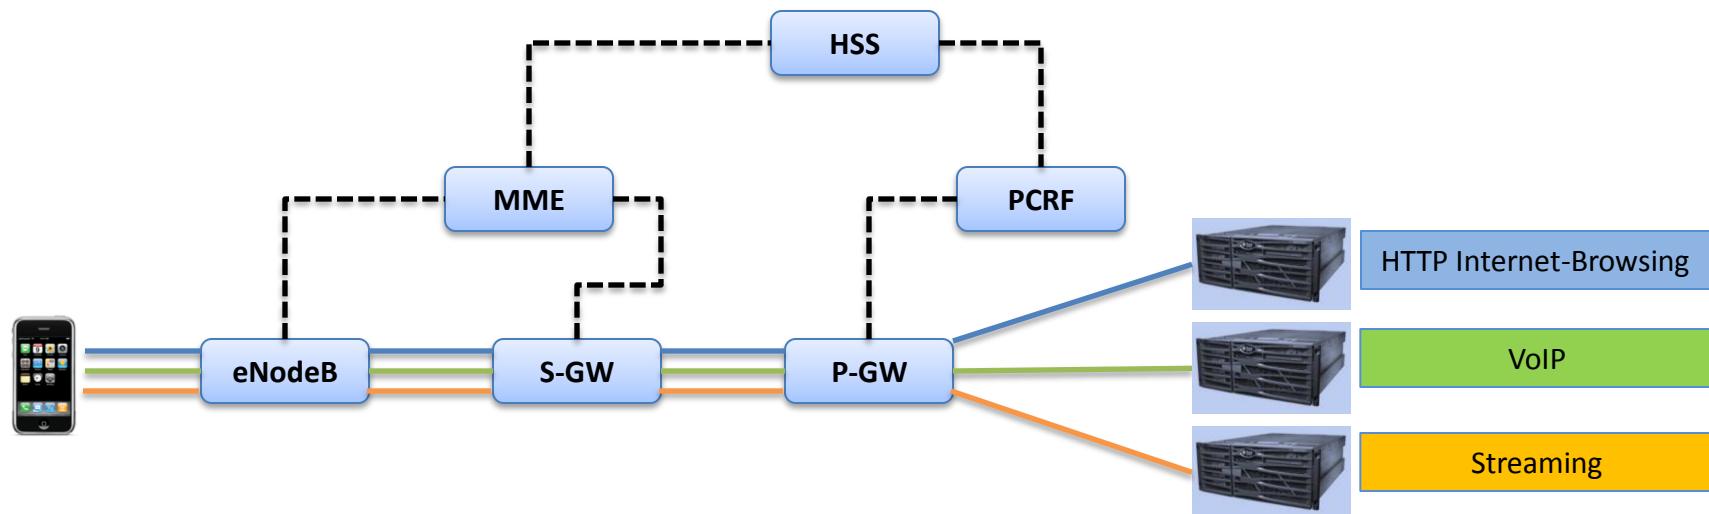 HSS
MME
PCRF
HTTP Internet-Browsing
eNodeB
S-GW
P-GW
VoIP
Streaming